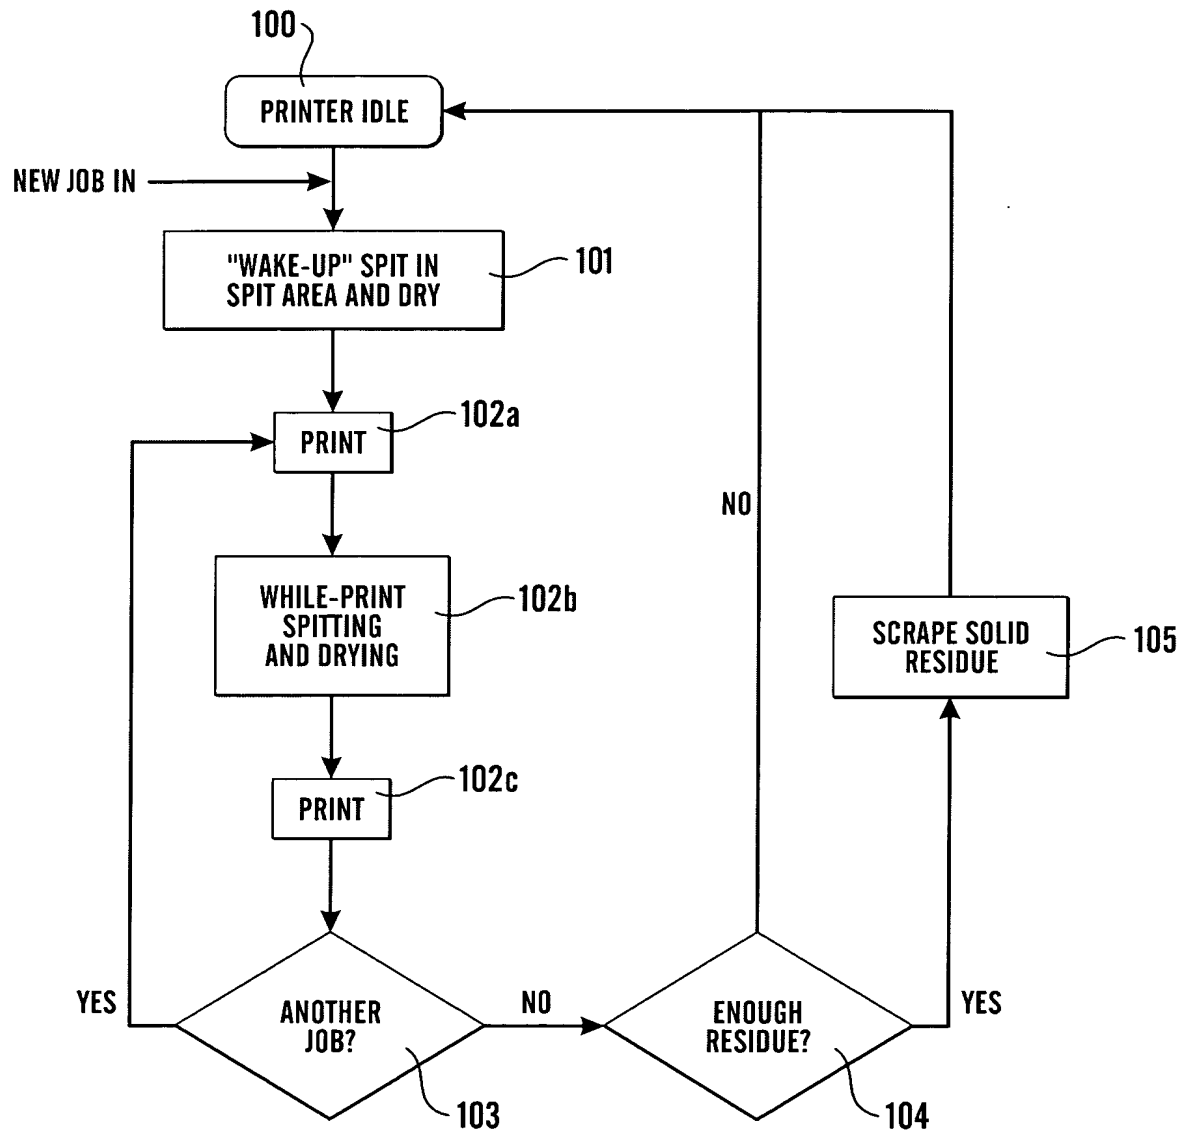 100
PRINTER IDLE
NEW JOB IN
"WAKE-UP" SPIT IN
SPIT AREA AND DRY
101
PRINT
102a
WHILE-PRINT
SPITTING
AND DRYING
102b
PRINT
102c
ANOTHER
JOB?
103
YES
NO
ENOUGH
RESIDUE?
104
NO
YES
SCRAPE SOLID
RESIDUE
105